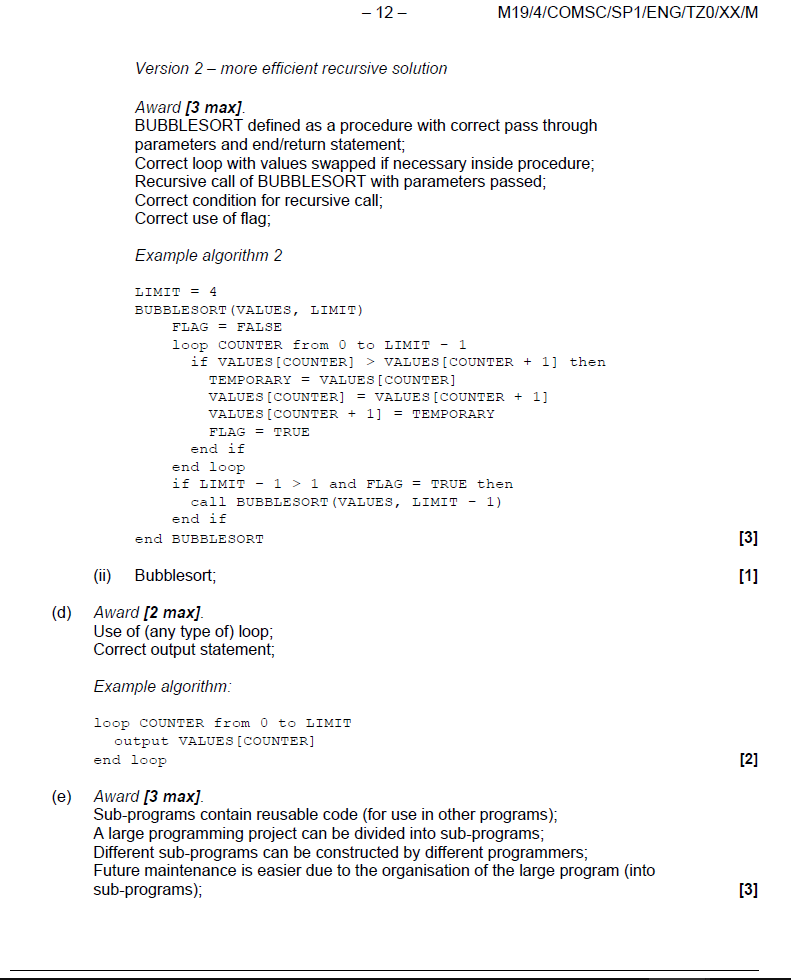 – 12 – M19/4/COMSC/SP1/ENG/TZ0/XX/M
Version 2 – more efficient recursive solution
Award [3 max].
BUBBLESORT defined as a procedure with correct pass through
parameters and end/return statement;
Correct loop with values swapped if necessary inside procedure;
Recursive call of BUBBLESORT with parameters passed;
Correct condition for recursive call;
Correct use of flag;
Example algorithm 2
LIMIT = 4
BUBBLESORT(VALUES, LIMIT)
FLAG = FALSE
loop COUNTER from 0 to LIMIT - 1
if VALUES[COUNTER] > VALUES[COUNTER + 1] then
TEMPORARY = VALUES[COUNTER]
VALUES[COUNTER] = VALUES[COUNTER + 1]
VALUES[COUNTER + 1] = TEMPORARY
FLAG = TRUE
end if
end loop
if LIMIT - 1 > 1 and FLAG = TRUE then
call BUBBLESORT(VALUES, LIMIT - 1)
end if
end BUBBLESORT [3]
(ii) Bubblesort; [1]
(d) Award [2 max].
Use of (any type of) loop;
Correct output statement;
Example algorithm:
loop COUNTER from 0 to LIMIT
output VALUES[COUNTER]
end loop [2]
(e) Award [3 max].
Sub-programs contain reusable code (for use in other programs);
A large programming project can be divided into sub-programs;
Different sub-programs can be constructed by different programmers;
Future maintenance is easier due to the organisation of the large program (into
sub-programs); [3]